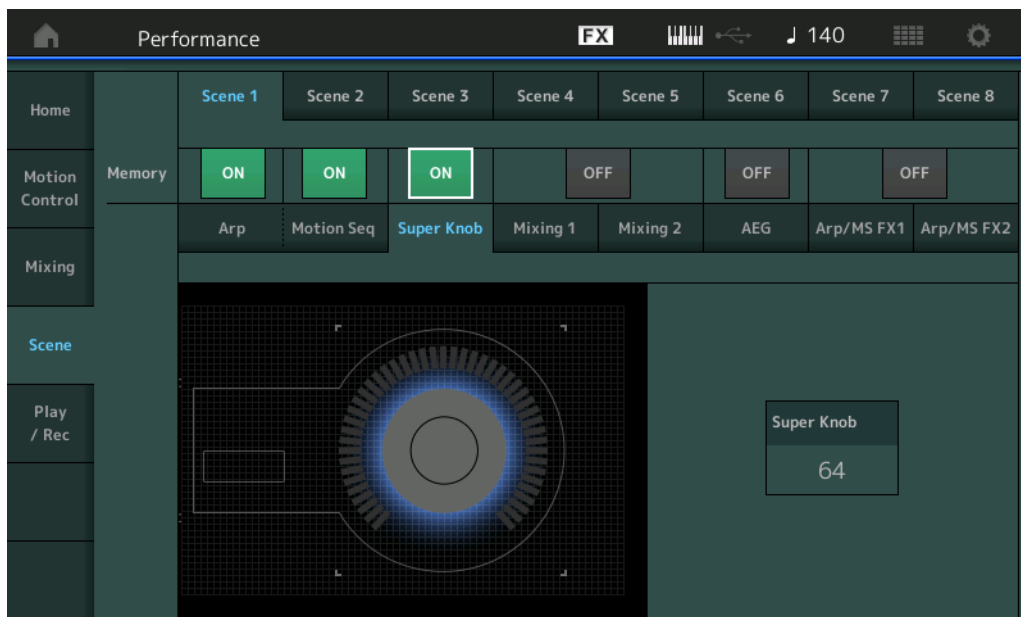 Performance FX 140
Scene 1 Scene 2 Scene 3 Scene 4 Scene 5 Scene 6 Scene 7 Scene 8
Home
Motion
Control
Memory ON ON ON OFF OFF OFF
Arp Motion Seq Super Knob Mixing 1 Mixing 2 AEG Arp/MS FX1 Arp/MS FX2
Mixing
Scene
Play
/ Rec
Super Knob
64